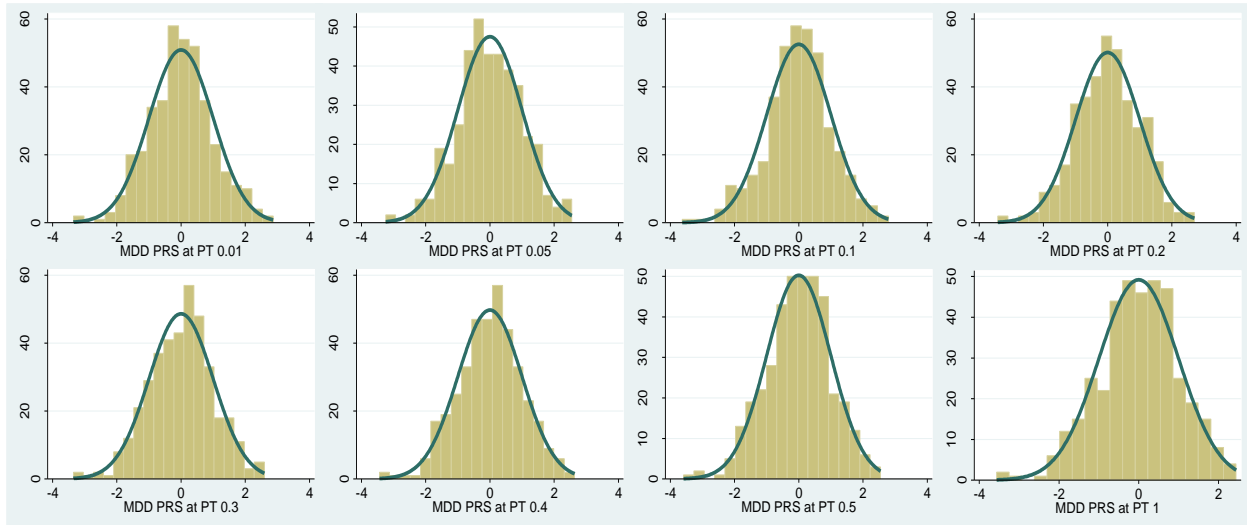 0 20 40 60
-4 -2 0 2 4
MDD PRS at PT 0.01
0 10 20 30 40 50
-4 -2 0 2 4
MDD PRS at PT 0.05
0 20 40 60
-4 -2 0 2 4
MDD PRS at PT 0.1
0 20 40 60
-4 -2 0 2 4
MDD PRS at PT 0.2
0 20 40 60
-4 -2 0 2 4
MDD PRS at PT 0.3
0 20 40 60
-4 -2 0 2 4
MDD PRS at PT 0.4
0 10 20 30 40 50
-4 -2 0 2 4
MDD PRS at PT 0.5
0 10 20 30 40 50
-4 -2 0 2
MDD PRS at PT 1